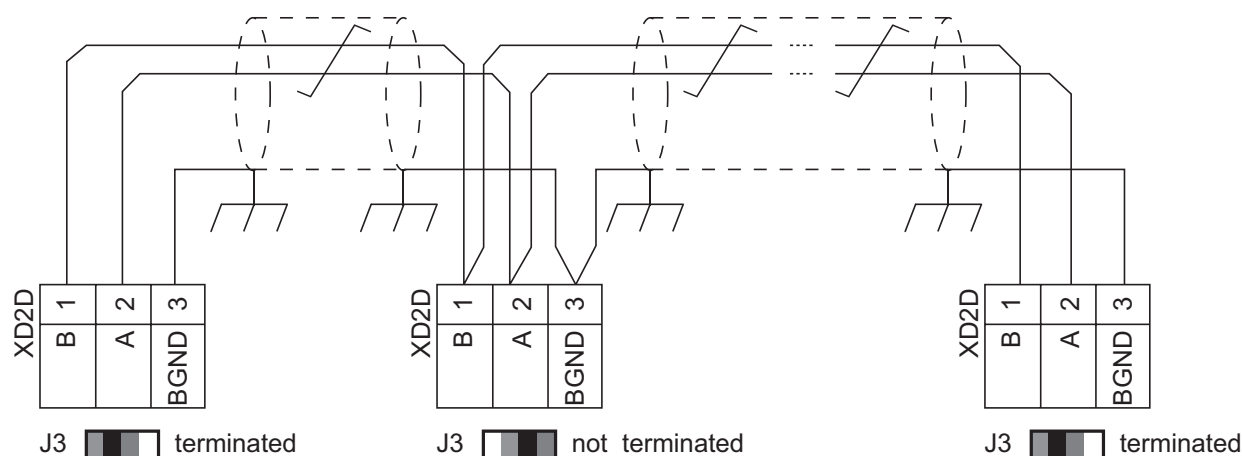 XD2D
1 2 3
B A BGND
J3 terminated
XD2D
1 2 3
B A BGND
J3 not terminated
XD2D
1 2 3
B A BGND
J3 terminated